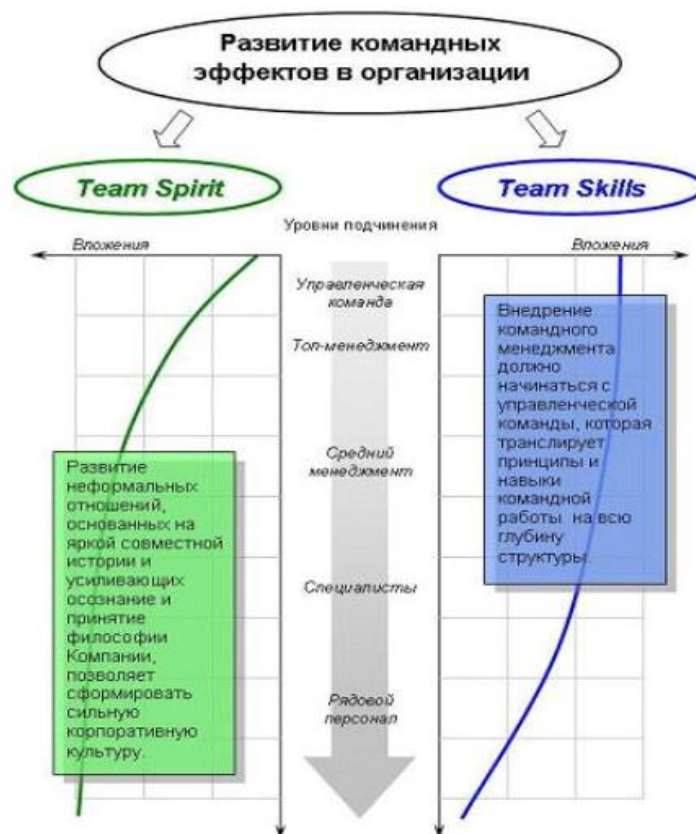 Развитие командных
эффектов в организации
Team Spirit
Team Skills
Уровни подчинения
Вложения
Вложения
Управленческая
команда
Топ-менеджмент
Средний
менеджмент
Специалисты
Рядовой
персонал
Развитие
неформальных
отношений,
основанных на
яркой совместной
истории и
усиливающих
осознание и
принятие
философии
Компании,
позволяет
сформировать
сильную
корпоративную
культуру.
Внедрение
командного
менеджмента
должно
начинаться с
управленческой
команды, которая
транслирует
принципы и
навыки
командной
работы на всю
глубину
структуры.